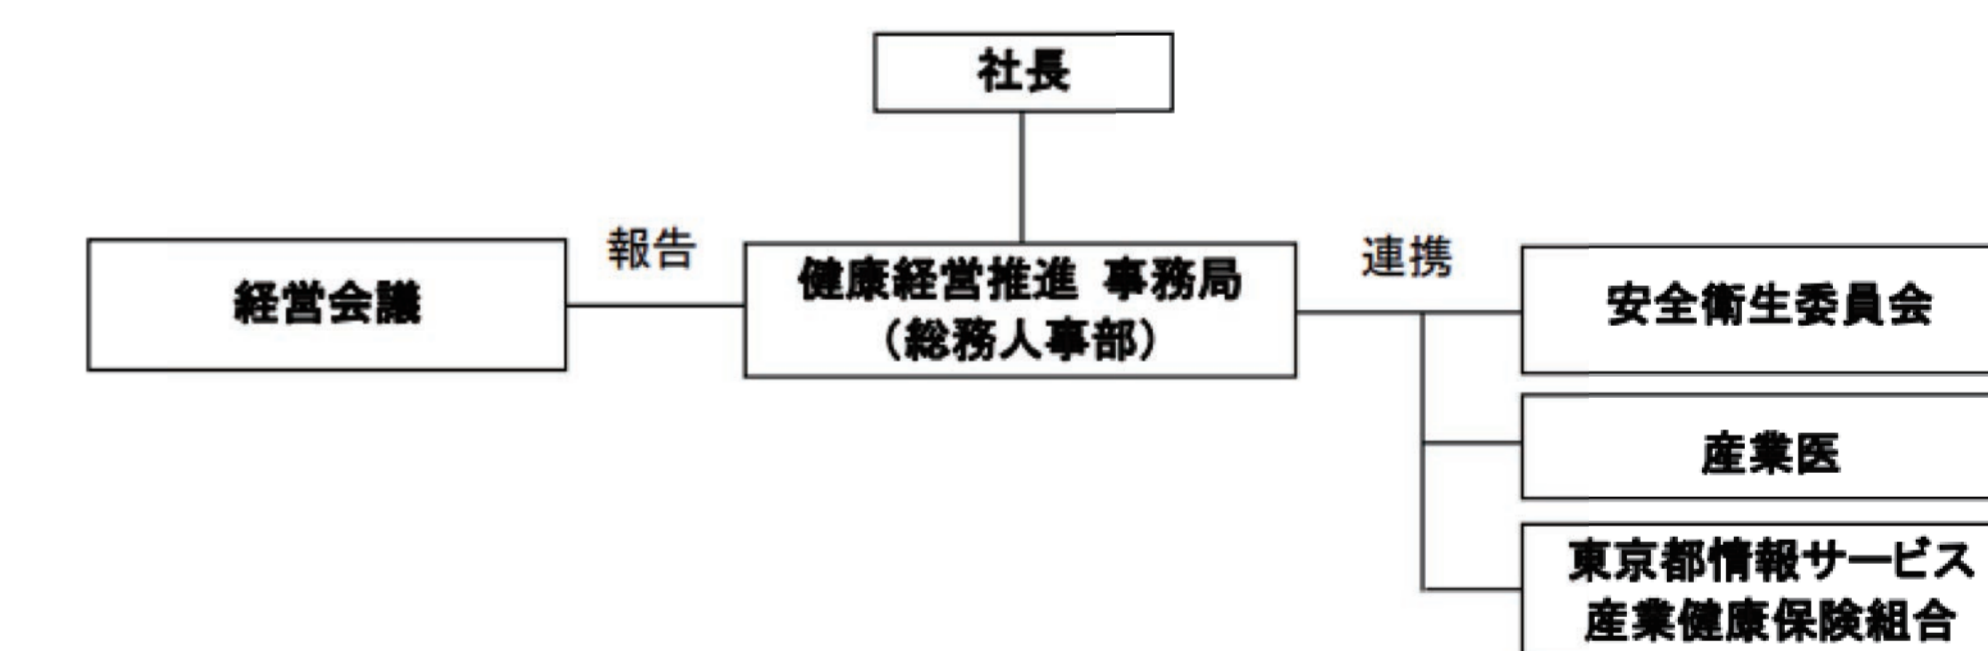 社長
経営会議
報告
健康経営推進 事務局
（総務人事部）
連携
安全衛生委員会
産業医
東京都情報サービス
産業健康保険組合